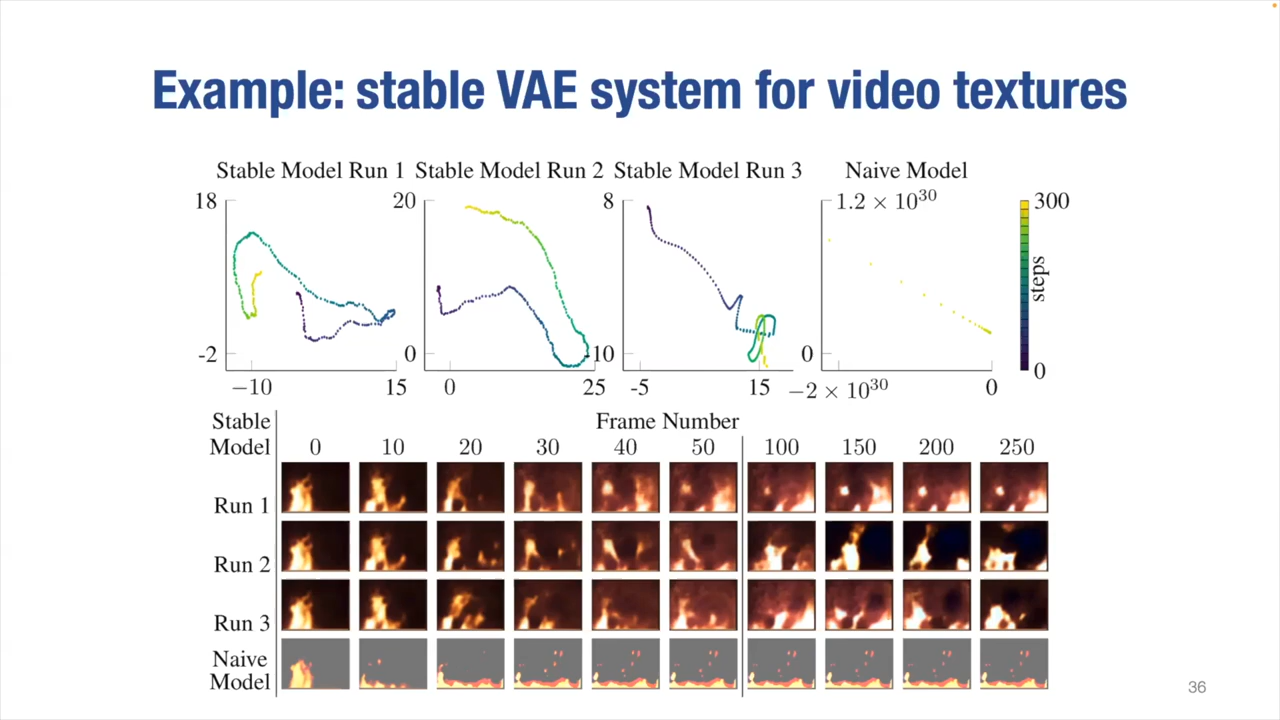 Example: stable VAE system for video textures
Stable Model Run 1 Stable Model Run 2 Stable Model Run 3 Naive Model
18 20 8 1.2 × 10³⁰ 300
steps
-2 0 -10 0 0
−10 15 0 25 -5 15 −2 × 10³⁰ 0
Stable Frame Number
Model 0 10 20 30 40 50 100 150 200 250
Run 1
Run 2
Run 3
Naive
Model
36